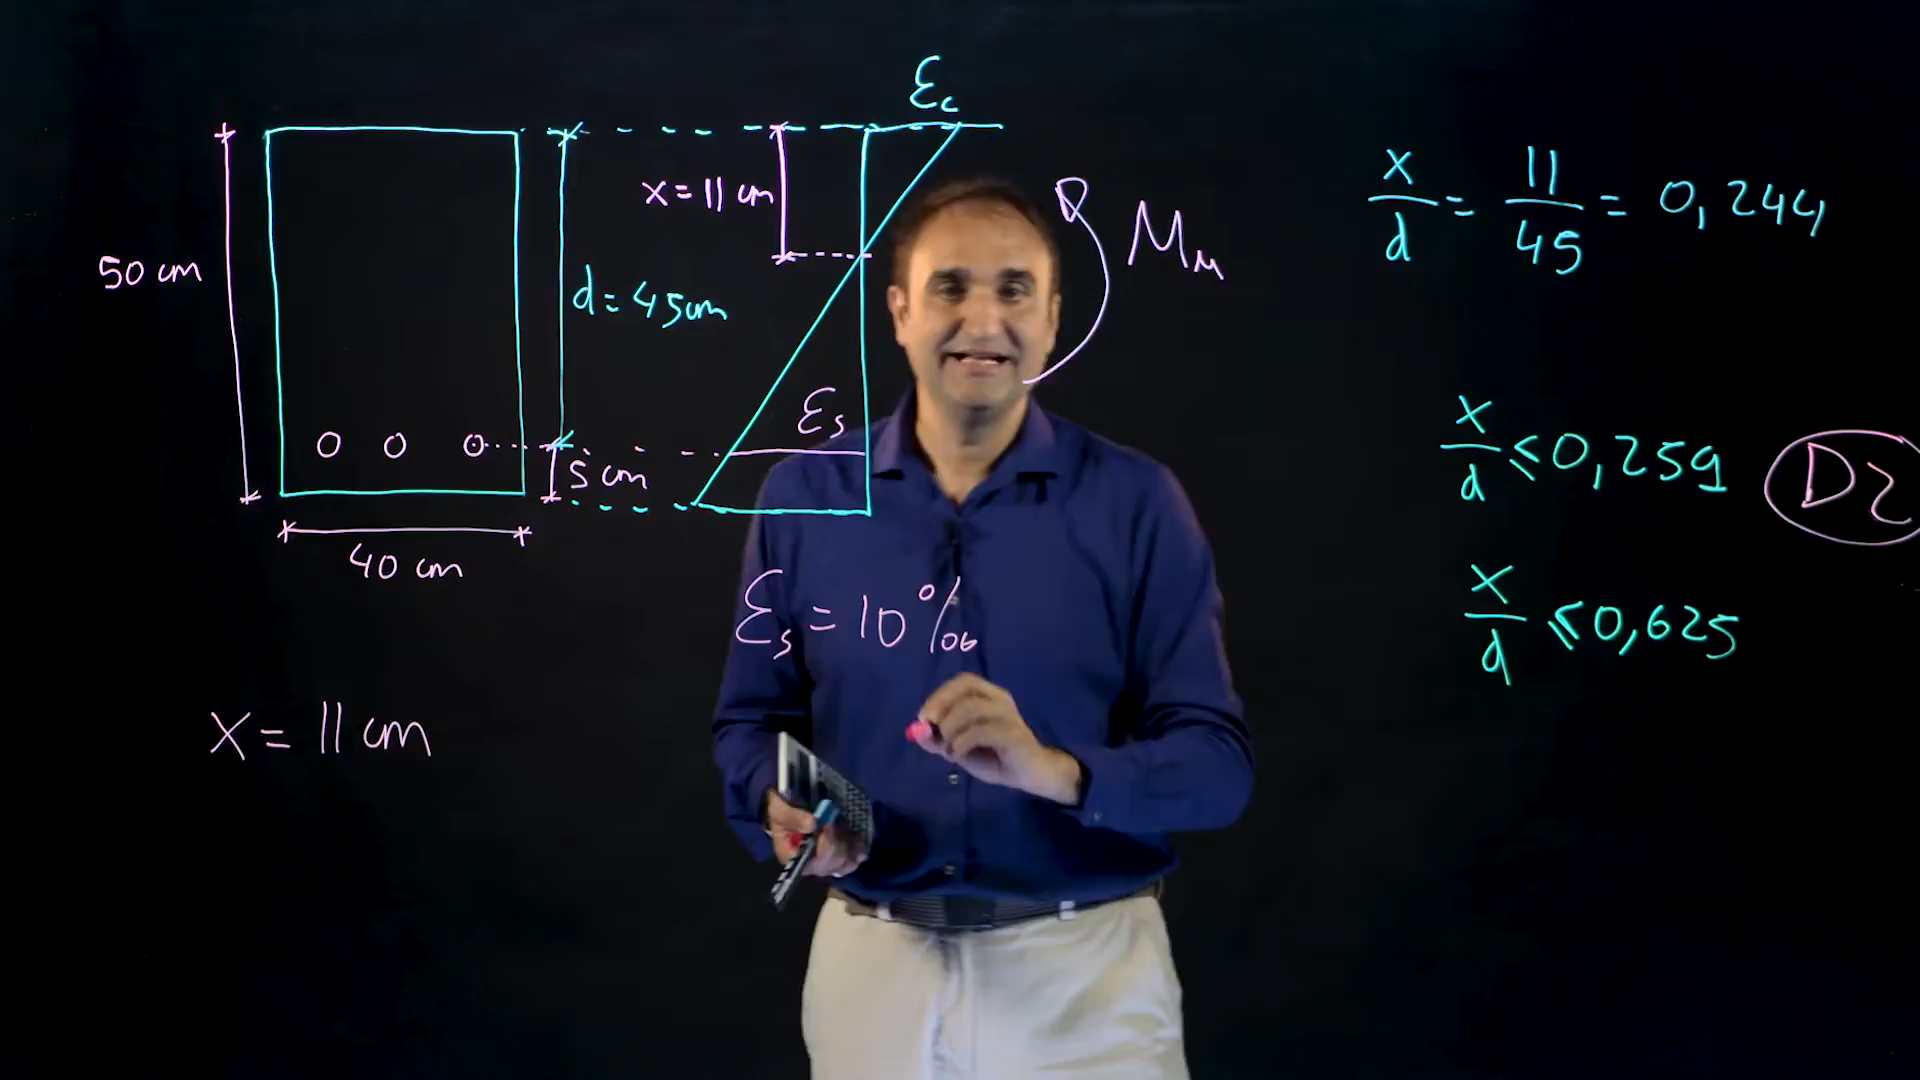 εc
x = 11 cm
50 cm
d = 45cm
Mu
εs
5 cm
40 cm
εs = 10 ‰
x = 11 cm
x/d = 11/45 = 0,244
x/d ≤ 0,259 D2
x/d ≤ 0,625